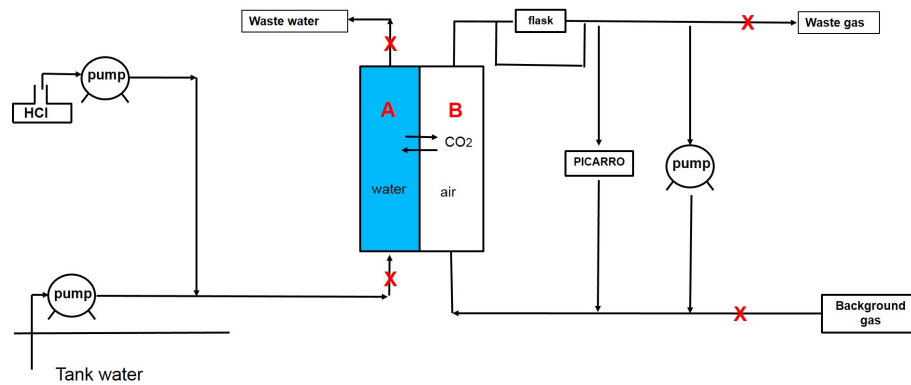 Waste water
flask
Waste gas
X
X
pump
HCl
A
B
CO2
PICARRO
pump
water
air
X
pump
X
Background
gas
Tank water